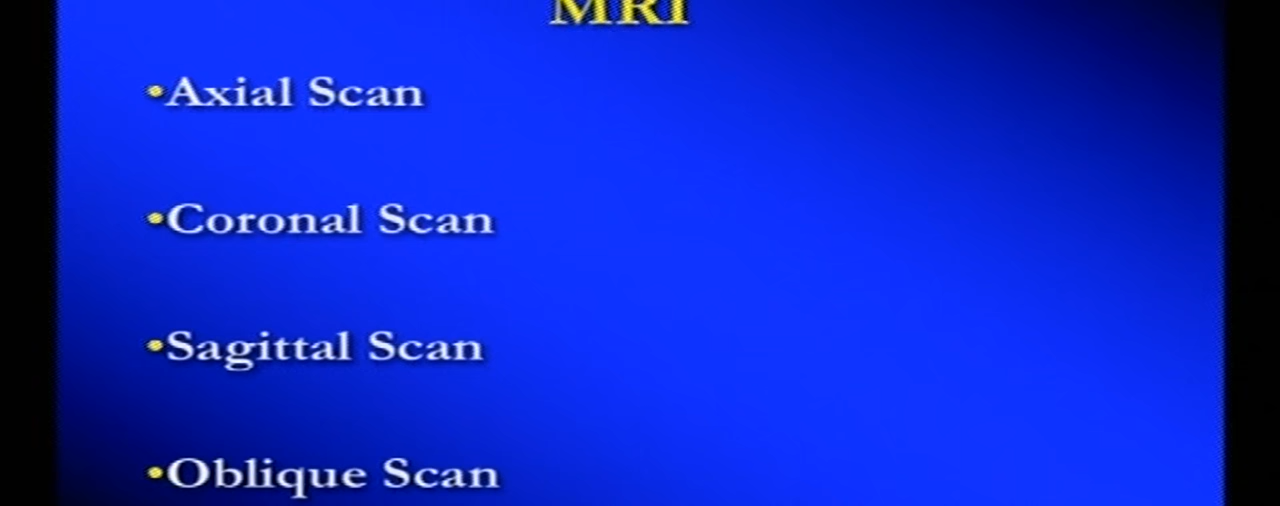 MRI
•Axial Scan
•Coronal Scan
•Sagittal Scan
•Oblique Scan